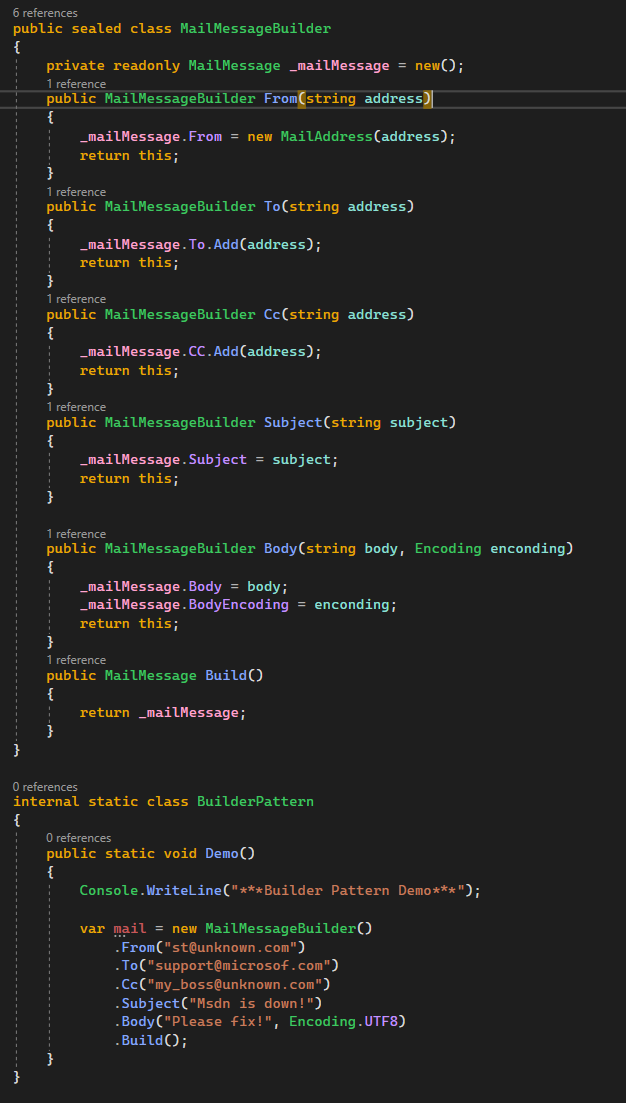 6 references
public sealed class MailMessageBuilder
{
private readonly MailMessage _mailMessage = new();
1 reference
public MailMessageBuilder From(string address)
{
_mailMessage.From = new MailAddress(address);
return this;
}
1 reference
public MailMessageBuilder To(string address)
{
_mailMessage.To.Add(address);
return this;
}
1 reference
public MailMessageBuilder Cc(string address)
{
_mailMessage.CC.Add(address);
return this;
}
1 reference
public MailMessageBuilder Subject(string subject)
{
_mailMessage.Subject = subject;
return this;
}
1 reference
public MailMessageBuilder Body(string body, Encoding enconding)
{
_mailMessage.Body = body;
_mailMessage.BodyEncoding = enconding;
return this;
}
1 reference
public MailMessage Build()
{
return _mailMessage;
}
}
0 references
internal static class BuilderPattern
{
0 references
public static void Demo()
{
Console.WriteLine("***Builder Pattern Demo***");
var mail = new MailMessageBuilder()
.From("st@unknown.com")
.To("support@microsof.com")
.Cc("my_boss@unknown.com")
.Subject("Msdn is down!")
.Body("Please fix!", Encoding.UTF8)
.Build();
}
}